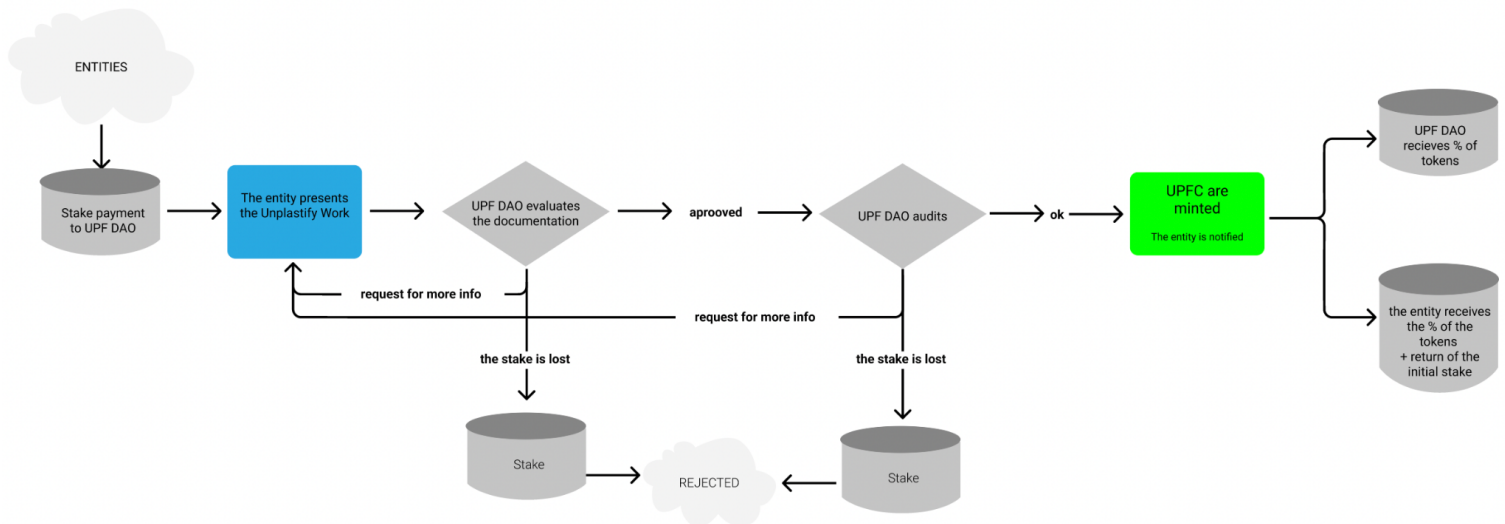 ENTITIES
Stake payment
to UPF DAO
The entity presents
the Unplastify Work
UPF DAO evaluates
the documentation
aprooved
UPF DAO audits
ok
UPFC are
minted
The entity is notified
UPF DAO
recieves % of
tokens
the entity receives
the % of the
tokens
+ return of the
initial stake
request for more info
request for more info
the stake is lost
the stake is lost
Stake
REJECTED
Stake